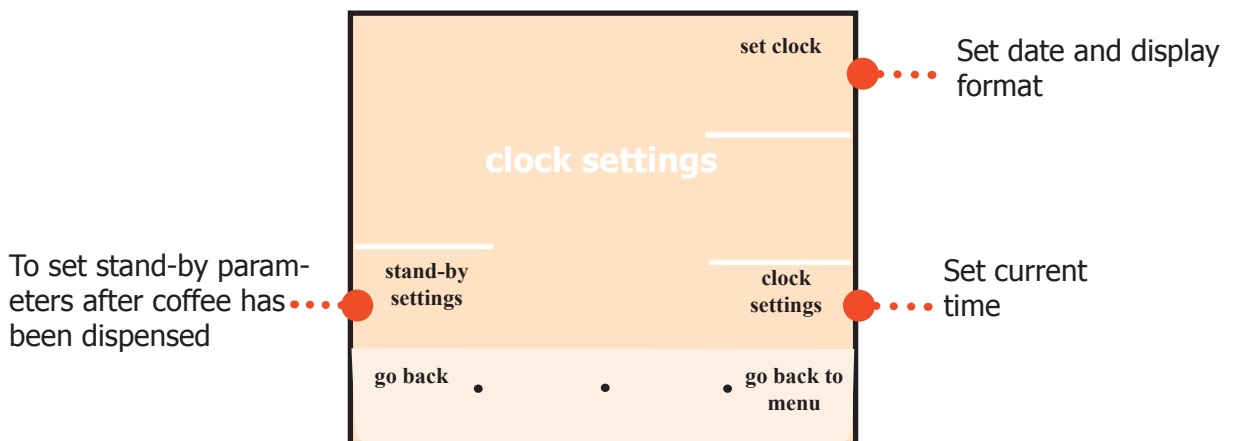 set clock
Set date and display
format
clock settings
To set stand-by param-
eters after coffee has
been dispensed
stand-by
settings
clock
settings
Set current
time
go back
go back to
menu